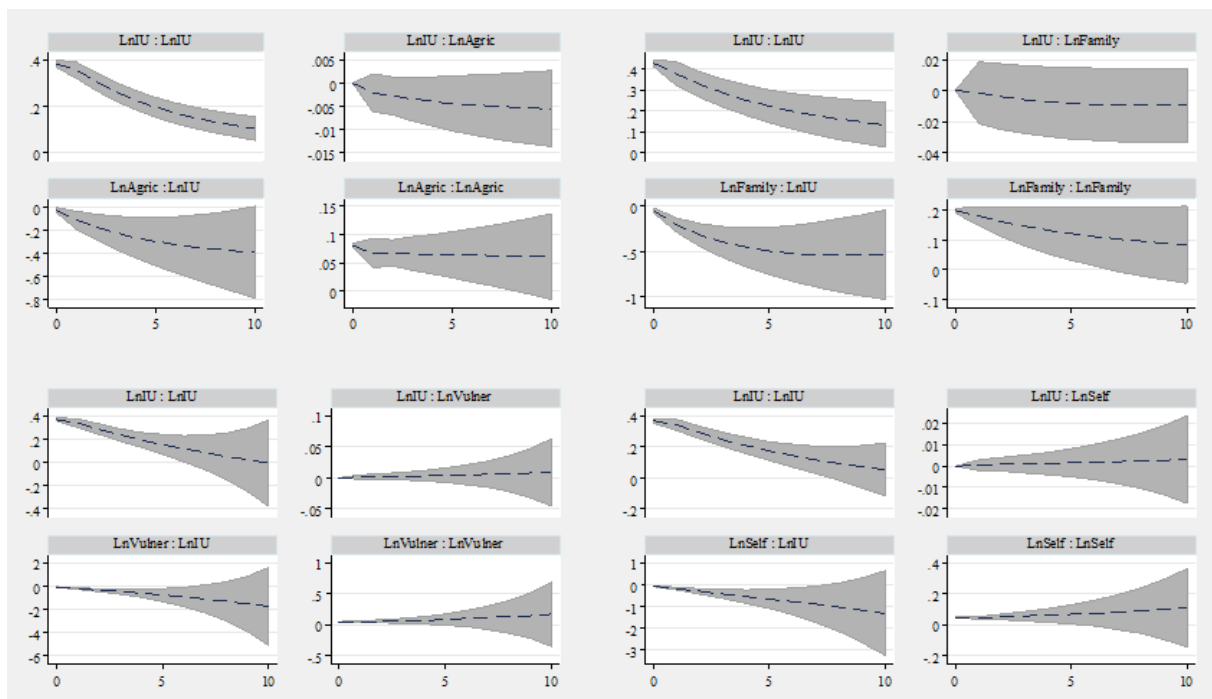 LnIU : LnIU
.4
.2
0
LnIU : LnAgric
.005
0
-.005
-.01
-.015
LnIU : LnIU
.4
.3
.2
.1
0
LnIU : LnFamily
.02
0
-.02
-.04
LnAgric : LnIU
0
-.2
-.4
-.6
-.8
0 5 10
LnAgric : LnAgric
.15
.1
.05
0
0 5 10
LnFamily : LnIU
0
-.5
-1
0 5 10
LnFamily : LnFamily
.2
.1
0
-.1
0 5 10
LnIU : LnIU
.4
.2
0
-.2
-.4
LnIU : LnVulner
.1
.05
0
-.05
LnIU : LnIU
.4
.2
0
-.2
LnIU : LnSelf
.02
.01
0
-.01
-.02
LnVulner : LnIU
2
0
-2
-4
-6
0 5 10
LnVulner : LnVulner
1
.5
0
-.5
0 5 10
LnSelf : LnIU
1
0
-1
-2
-3
0 5 10
LnSelf : LnSelf
.4
.2
0
-.2
0 5 10